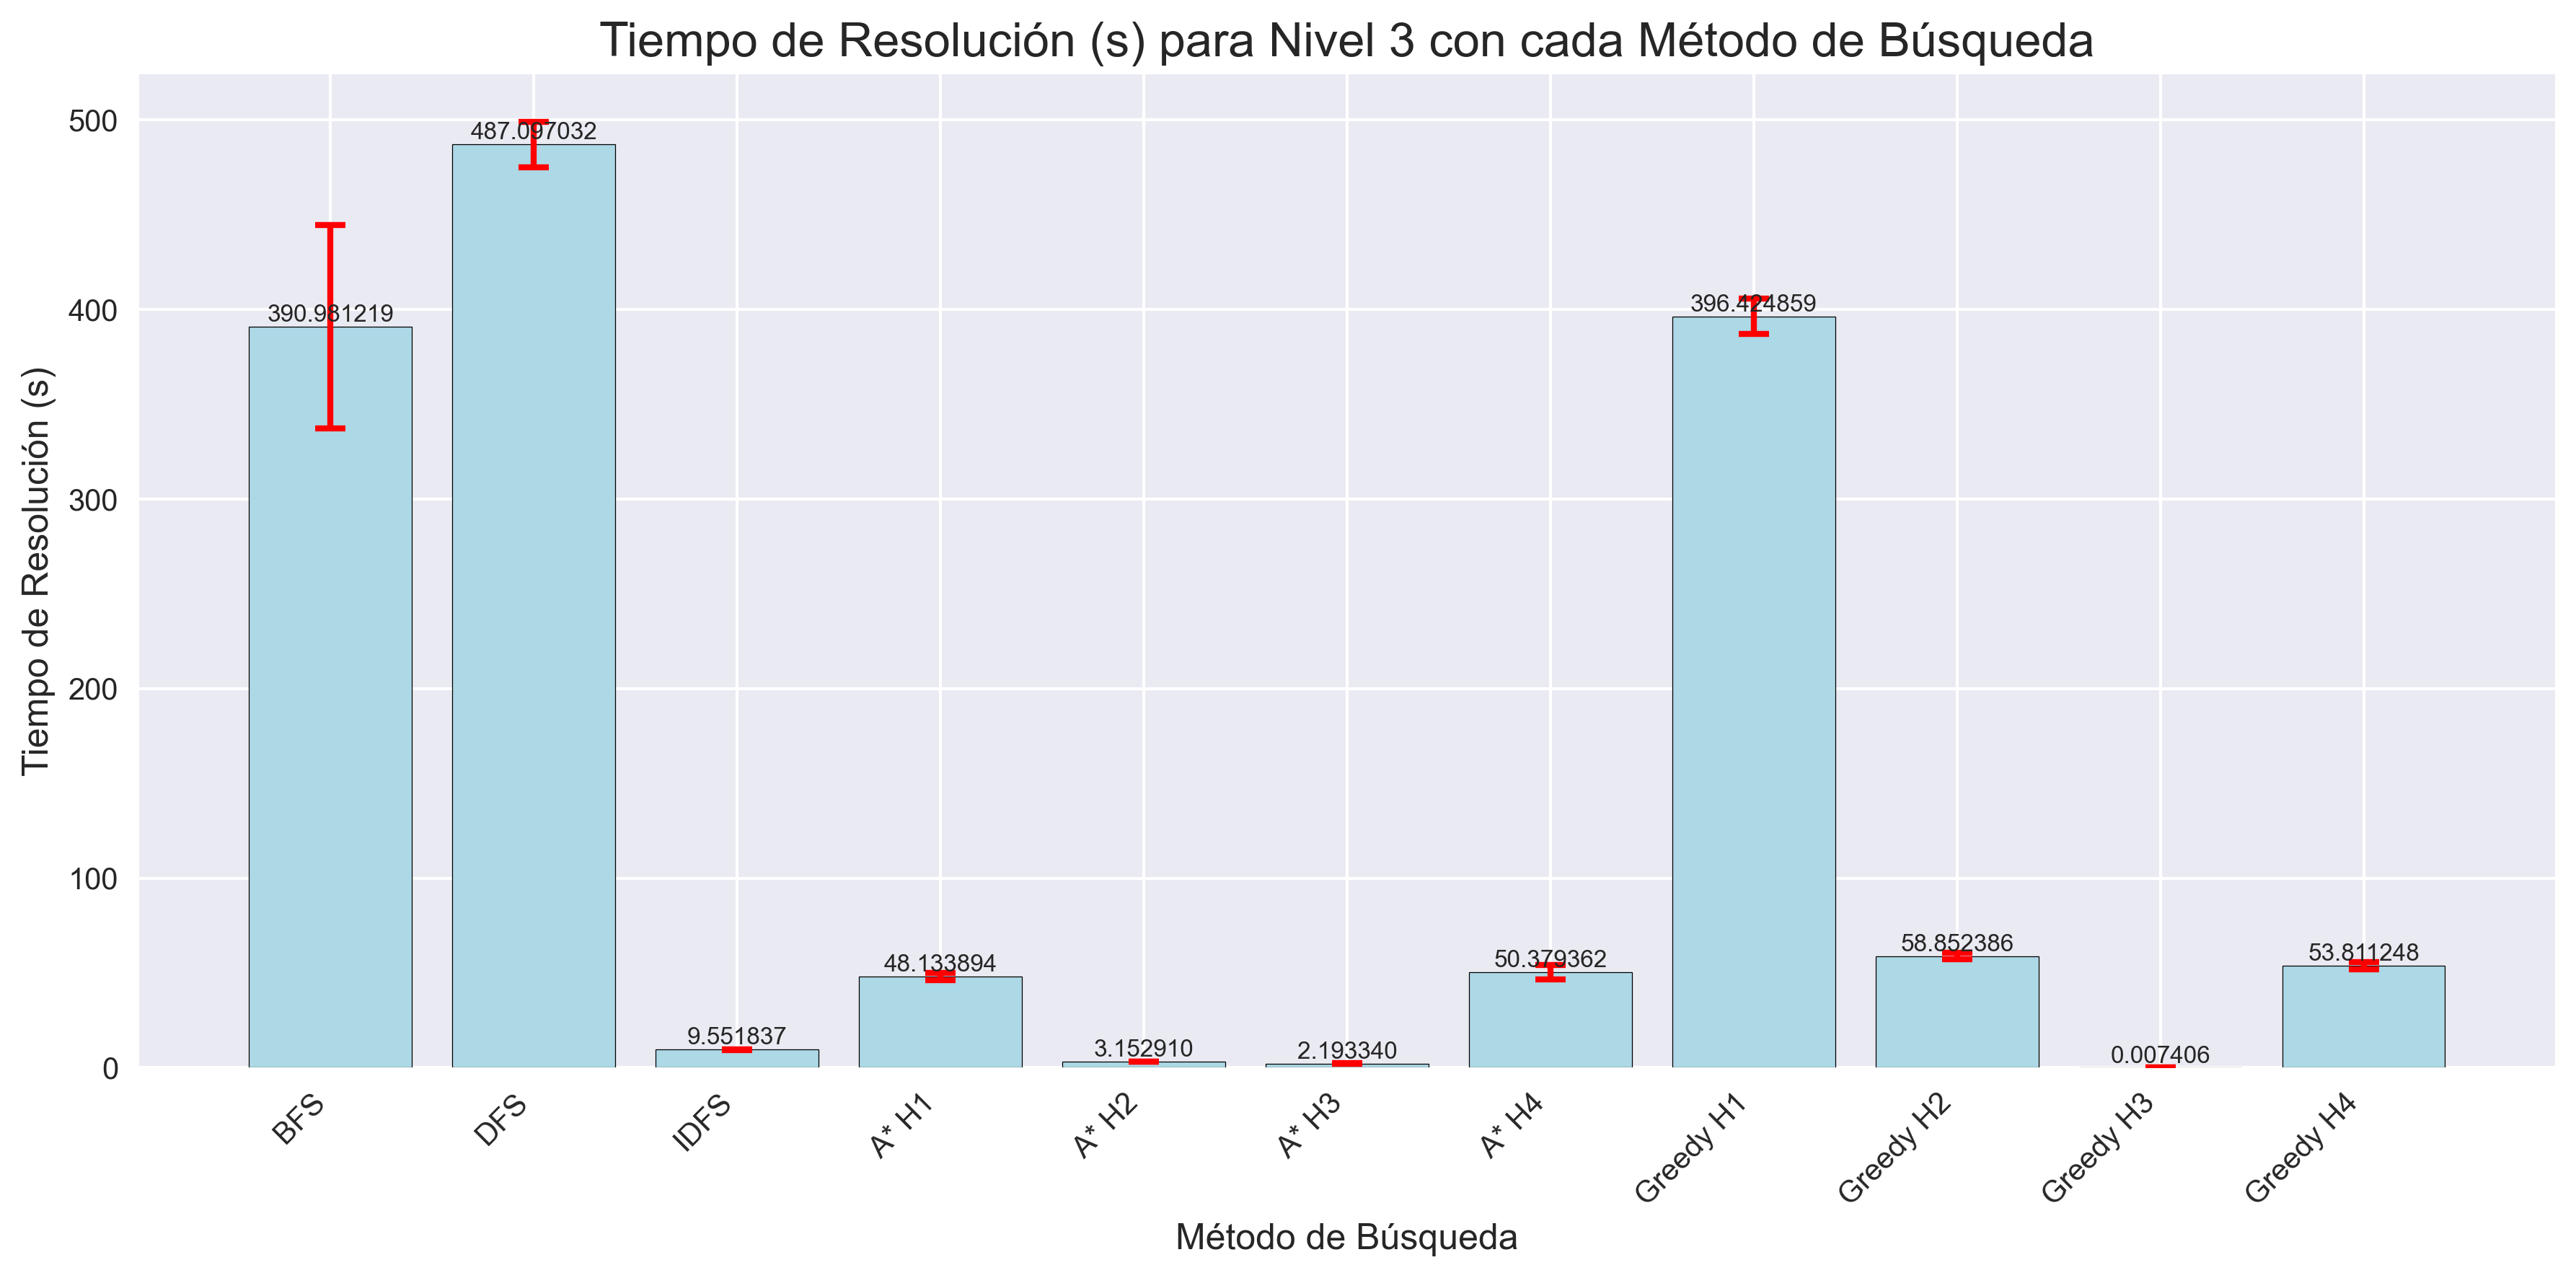 Tiempo de Resolución (s) para Nivel 3 con cada Método de Búsqueda
Tiempo de Resolución (s)
500
400
300
200
100
0
390.981219
487.097032
9.551837
48.133894
3.152910
2.193340
50.379362
396.424859
58.852386
0.007406
53.811248
BFS
DFS
IDFS
A* H1
A* H2
A* H3
A* H4
Greedy H1
Greedy H2
Greedy H3
Greedy H4
Método de Búsqueda